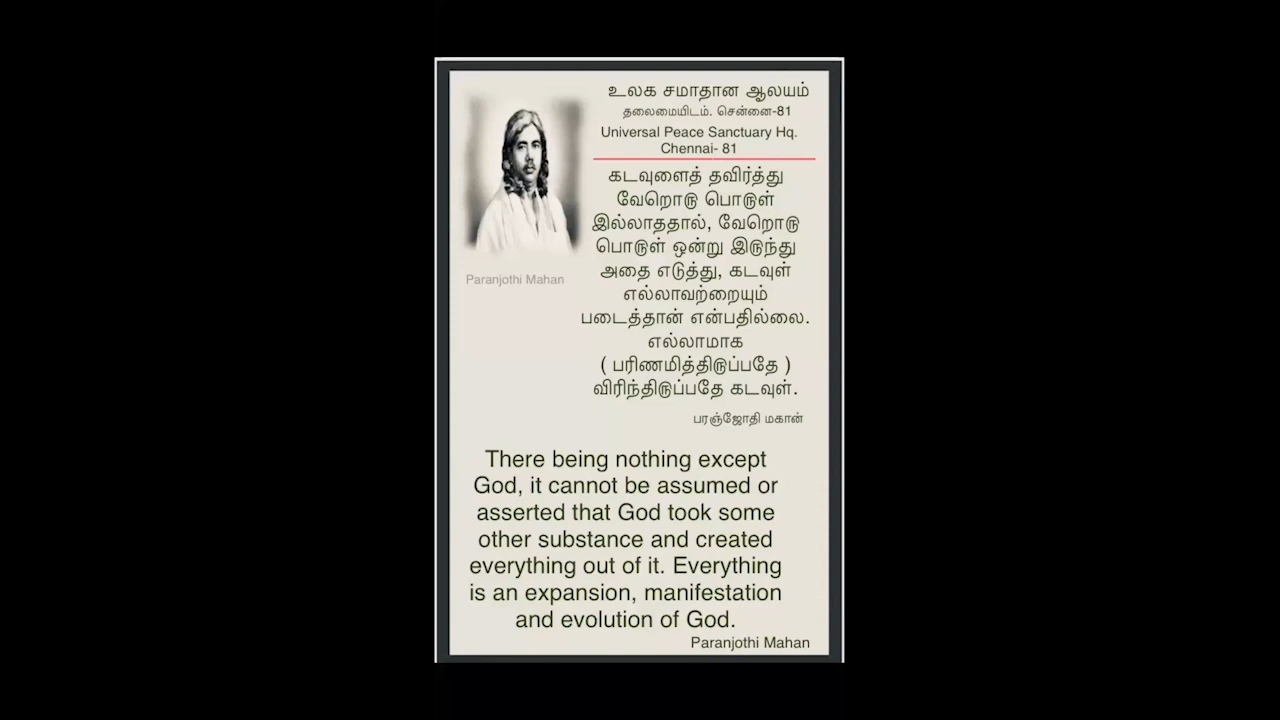 உலக சமாதான ஆலயம்
தலைமையிடம். சென்னை-81
Universal Peace Sanctuary Hq.
Chennai- 81
கடவுளைத் தவிர்த்து
வேறொரு பொருள்
இல்லாததால், வேறொரு
பொருள் ஒன்று இருந்து
அதை எடுத்து, கடவுள்
எல்லாவற்றையும்
படைத்தான் என்பதில்லை.
எல்லாமாக
( பரிணமித்திருப்பதே )
விரிந்திருப்பதே கடவுள்.
பரஞ்ஜோதி மகான்
Paranjothi Mahan
There being nothing except
God, it cannot be assumed or
asserted that God took some
other substance and created
everything out of it. Everything
is an expansion, manifestation
and evolution of God.
Paranjothi Mahan